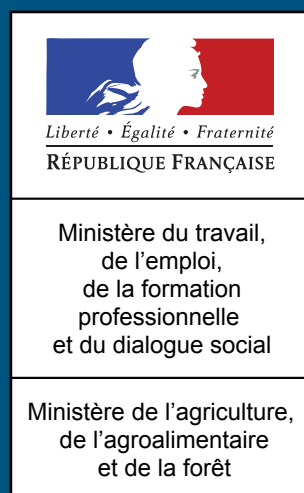 Liberté • Égalité • Fraternité
RÉPUBLIQUE FRANÇAISE
Ministère du travail,
de l’emploi,
de la formation
professionnelle
et du dialogue social
Ministère de l’agriculture,
de l’agroalimentaire
et de la forêt